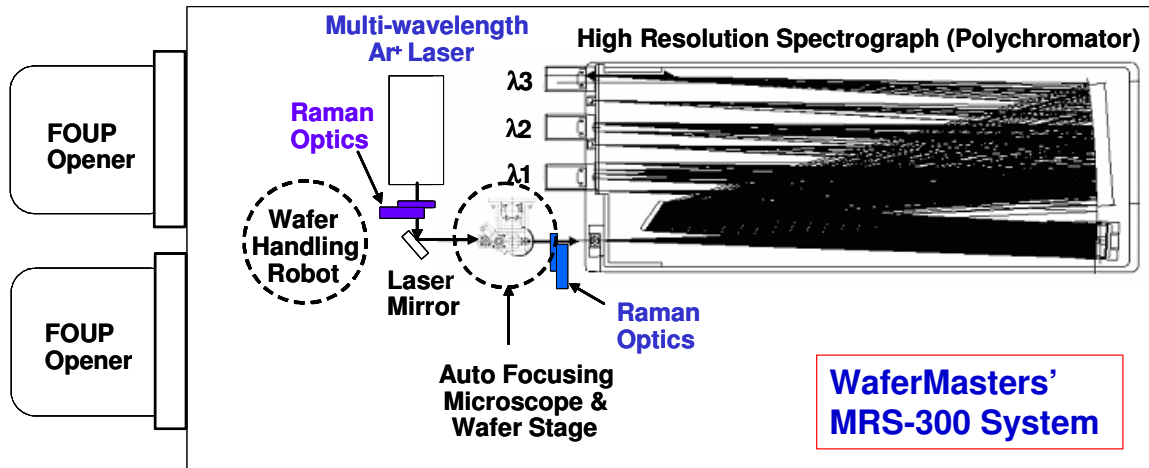 Multi-wavelength
Ar+ Laser
High Resolution Spectrograph (Polychromator)
FOUP
Opener
Raman
Optics
λ3
λ2
λ1
Wafer
Handling
Robot
Laser
Mirror
FOUP
Opener
Raman
Optics
Auto Focusing
Microscope &
Wafer Stage
WaferMasters’
MRS-300 System